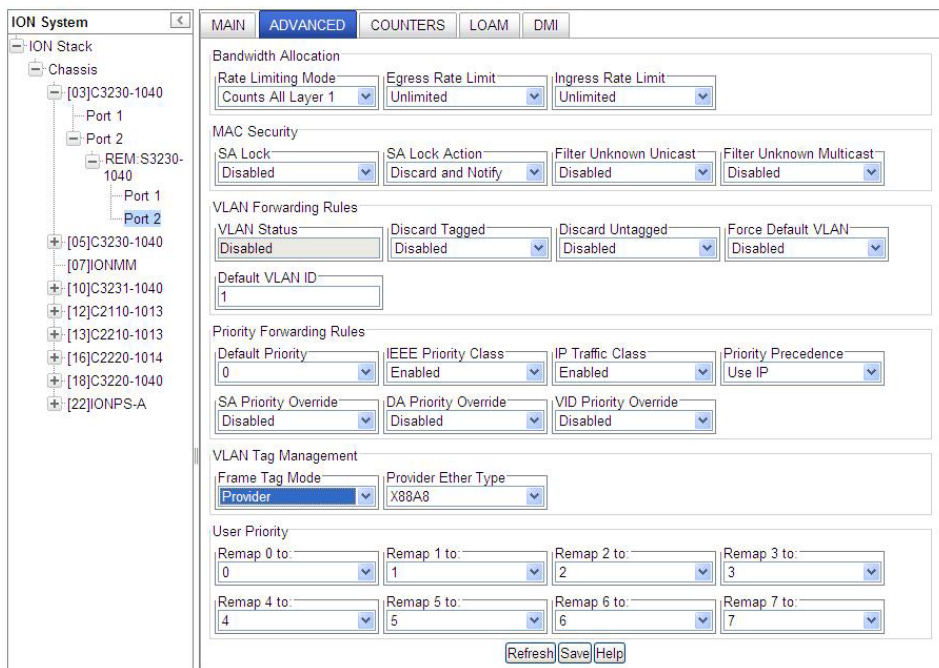 ION System
ION Stack
Chassis
[03]C3230-1040
Port 1
Port 2
REM:S3230-
1040
Port 1
Port 2
[05]C3230-1040
[07]IONMM
[10]C3231-1040
[12]C2110-1013
[13]C2210-1013
[16]C2220-1014
[18]C3220-1040
[22]IONPS-A
MAIN ADVANCED COUNTERS LOAM DMI
Bandwidth Allocation
Rate Limiting Mode Egress Rate Limit Ingress Rate Limit
Counts All Layer 1 Unlimited Unlimited
MAC Security
SA Lock SA Lock Action Filter Unknown Unicast Filter Unknown Multicast
Disabled Discard and Notify Disabled Disabled
VLAN Forwarding Rules
VLAN Status Discard Tagged Discard Untagged Force Default VLAN
Disabled Disabled Disabled Disabled
Default VLAN ID
1
Priority Forwarding Rules
Default Priority IEEE Priority Class IP Traffic Class Priority Precedence
0 Enabled Enabled Use IP
SA Priority Override DA Priority Override VID Priority Override
Disabled Disabled Disabled
VLAN Tag Management
Frame Tag Mode Provider Ether Type
Provider X88A8
User Priority
Remap 0 to: Remap 1 to: Remap 2 to: Remap 3 to:
0 1 2 3
Remap 4 to: Remap 5 to: Remap 6 to: Remap 7 to:
4 5 6 7
Refresh Save Help